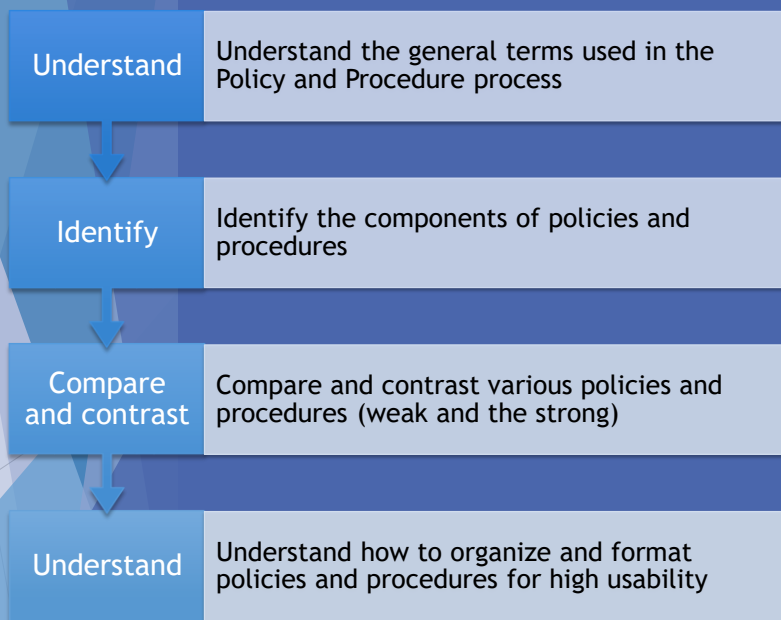 Understand
Understand the general terms used in the
Policy and Procedure process
Identify
Identify the components of policies and
procedures
Compare
and contrast
Compare and contrast various policies and
procedures (weak and the strong)
Understand
Understand how to organize and format
policies and procedures for high usability